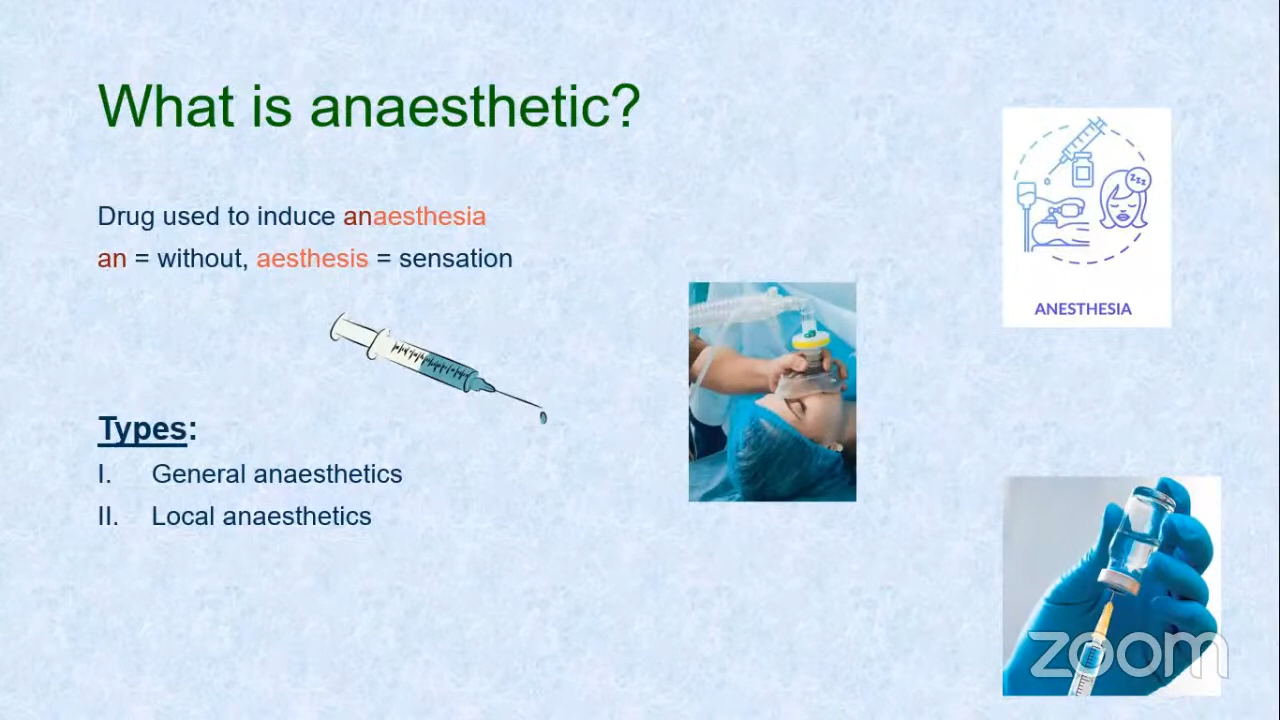 What is anaesthetic?
Drug used to induce anaesthesia
an = without, aesthesis = sensation
Types:
I. General anaesthetics
II. Local anaesthetics
zzz
ANESTHESIA
zoom